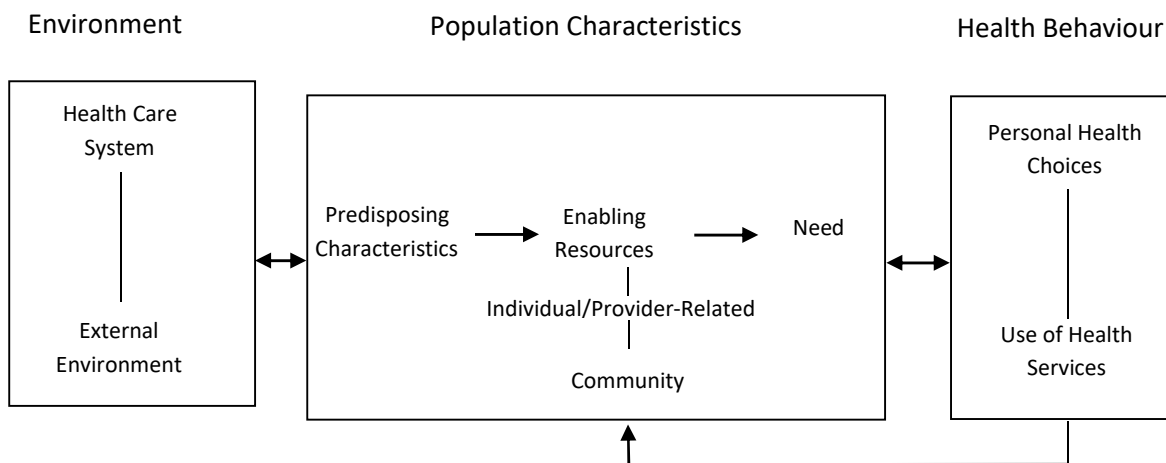 Environment
Population Characteristics
Health Behaviour
Health Care
System
External
Environment
Predisposing
Characteristics
Enabling
Resources
Need
Individual/Provider-Related
Community
Personal Health
Choices
Use of Health
Services